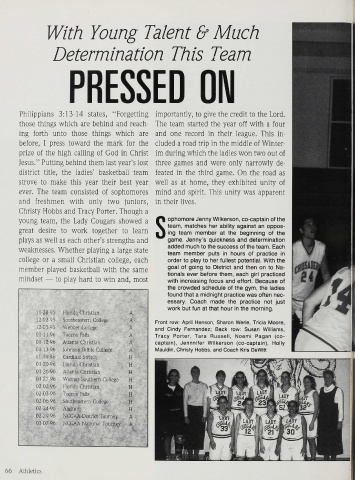 With Young Talent & Much
Determination This Team
PRESSED ON
Philippians 3:13-14 states, "Forgetting
those things which are behind and reach-
ing forth unto those things which are
before, I press toward the mark for the
prize of the high calling of God in Christ
Jesus." Putting behind them last year's lost
district title, the ladies' basketball team
strove to make this year their best year
ever. The team consisted of sophomores
and freshmen with only two juniors,
Christy Hobbs and Tracy Porter. Though a
young team, the Lady Cougars showed a
great desire to work together to learn
plays as well as each other's strengths and
weaknesses. Whether playing a large state
college or a small Christian college, each
member played basketball with the same
mindset — to play hard to win and, most
importantly, to give the credit to the Lord.
The team started the year off with a four
and one record in their league. This in-
cluded a road trip in the middle of Winter-
im during which the ladies won two out of
three games and were only narrowly de-
feated in the third game. On the road as
well as at home, they exhibited unity of
mind and spirit. This unity was apparent
in their lives.
Sophomore Jenny Wilkerson, co-captain of the
team, matches her ability against an oppos-
ing team member at the beginning of the
game. Jenny's quickness and determination
added much to the success of the team. Each
team member puts in hours of practice in
order to play to her fullest potential. With the
goal of going to District and then on to Na-
tionals ever before them, each girl practiced
with increasing focus and effort. Because of
the crowded schedule of the gym, the ladies
found that a midnight practice was often nec-
essary. Coach made the practice not just
work but fun at that hour in the morning.
Front row: April Henson, Sharon Wehe, Tricia Moore,
and Cindy Fernandez; Back row: Susan Williams,
Tracy Porter, Tara Russell, Noemi Pagan (co-
captain), Jennnifer Wilkerson (co-captain), Holly
Mauldin, Christy Hobbs, and Coach Kris DeWitt
Florida Christian A
Southeastern College A
Webber College
Toccoa Falls
Atlanta Christian A
Johnson Bible College
Florida Christian H
Atlanta Christian H
Warner Southern College H
Florida Christian
Toccoa Falls H
Southeastern College H
NCCAA District Tourney A
NCCAA National Tourney A
CRUSADERS
24
LADY
33
12
23
21
30
66 Athletics